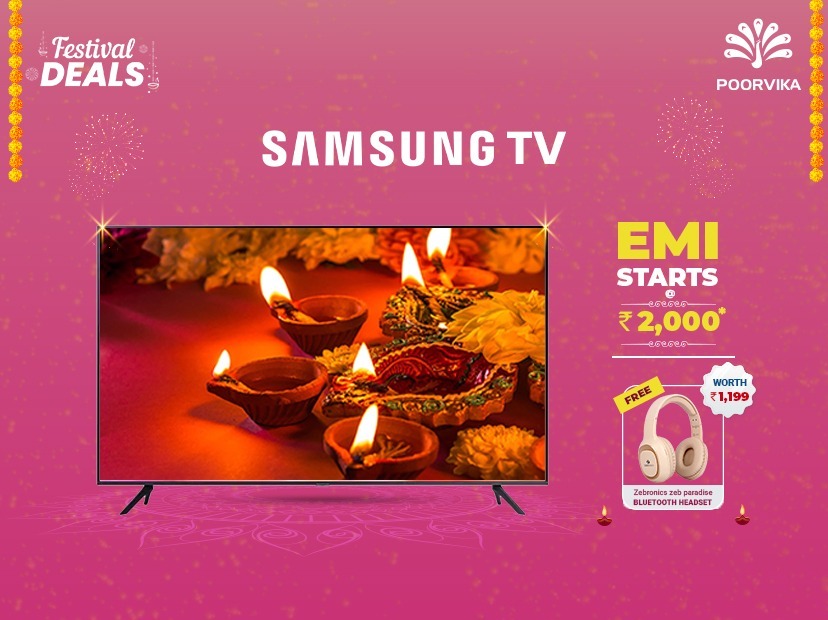 Festival
DEALS
POORVIKA
SAMSUNG TV
EMI
STARTS
@
₹ 2,000*
FREE
WORTH
₹1,199
Zebronics zeb paradise
BLUETOOTH HEADSET